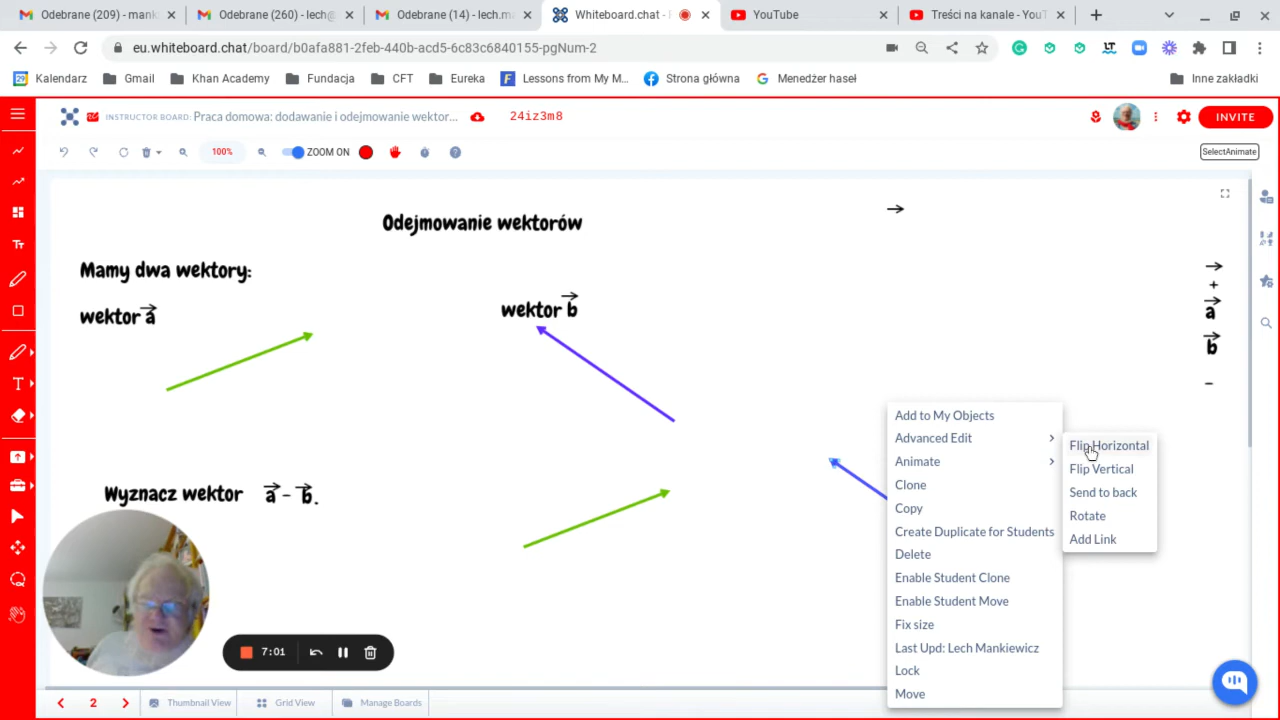 Odebrane (209) - mank
Odebrane (260) - lech@
Odebrane (14) - lech.m
Whiteboard.chat -
YouTube
Treści na kanale - YouT
eu.whiteboard.chat/board/b0afa881-2feb-440b-acd5-6c83c6840155-pgNum-2
Kalendarz
Gmail
Khan Academy
Fundacja
CFT
Eureka
Lessons from My M...
Strona główna
Menedżer haseł
Inne zakładki
INSTRUCTOR BOARD: Praca domowa: dodawanie i odejmowanie wektor...
24iz3m8
INVITE
100%
ZOOM ON
SelectAnimate
Odejmowanie wektorów
Mamy dwa wektory:
wektor a
wektor b
+
a
b
-
Wyznacz wektor a - b.
Add to My Objects
Advanced Edit
Animate
Clone
Copy
Create Duplicate for Students
Delete
Enable Student Clone
Enable Student Move
Fix size
Last Upd: Lech Mankiewicz
Lock
Move
Flip Horizontal
Flip Vertical
Send to back
Rotate
Add Link
7:01
2
Thumbnail View
Grid View
Manage Boards